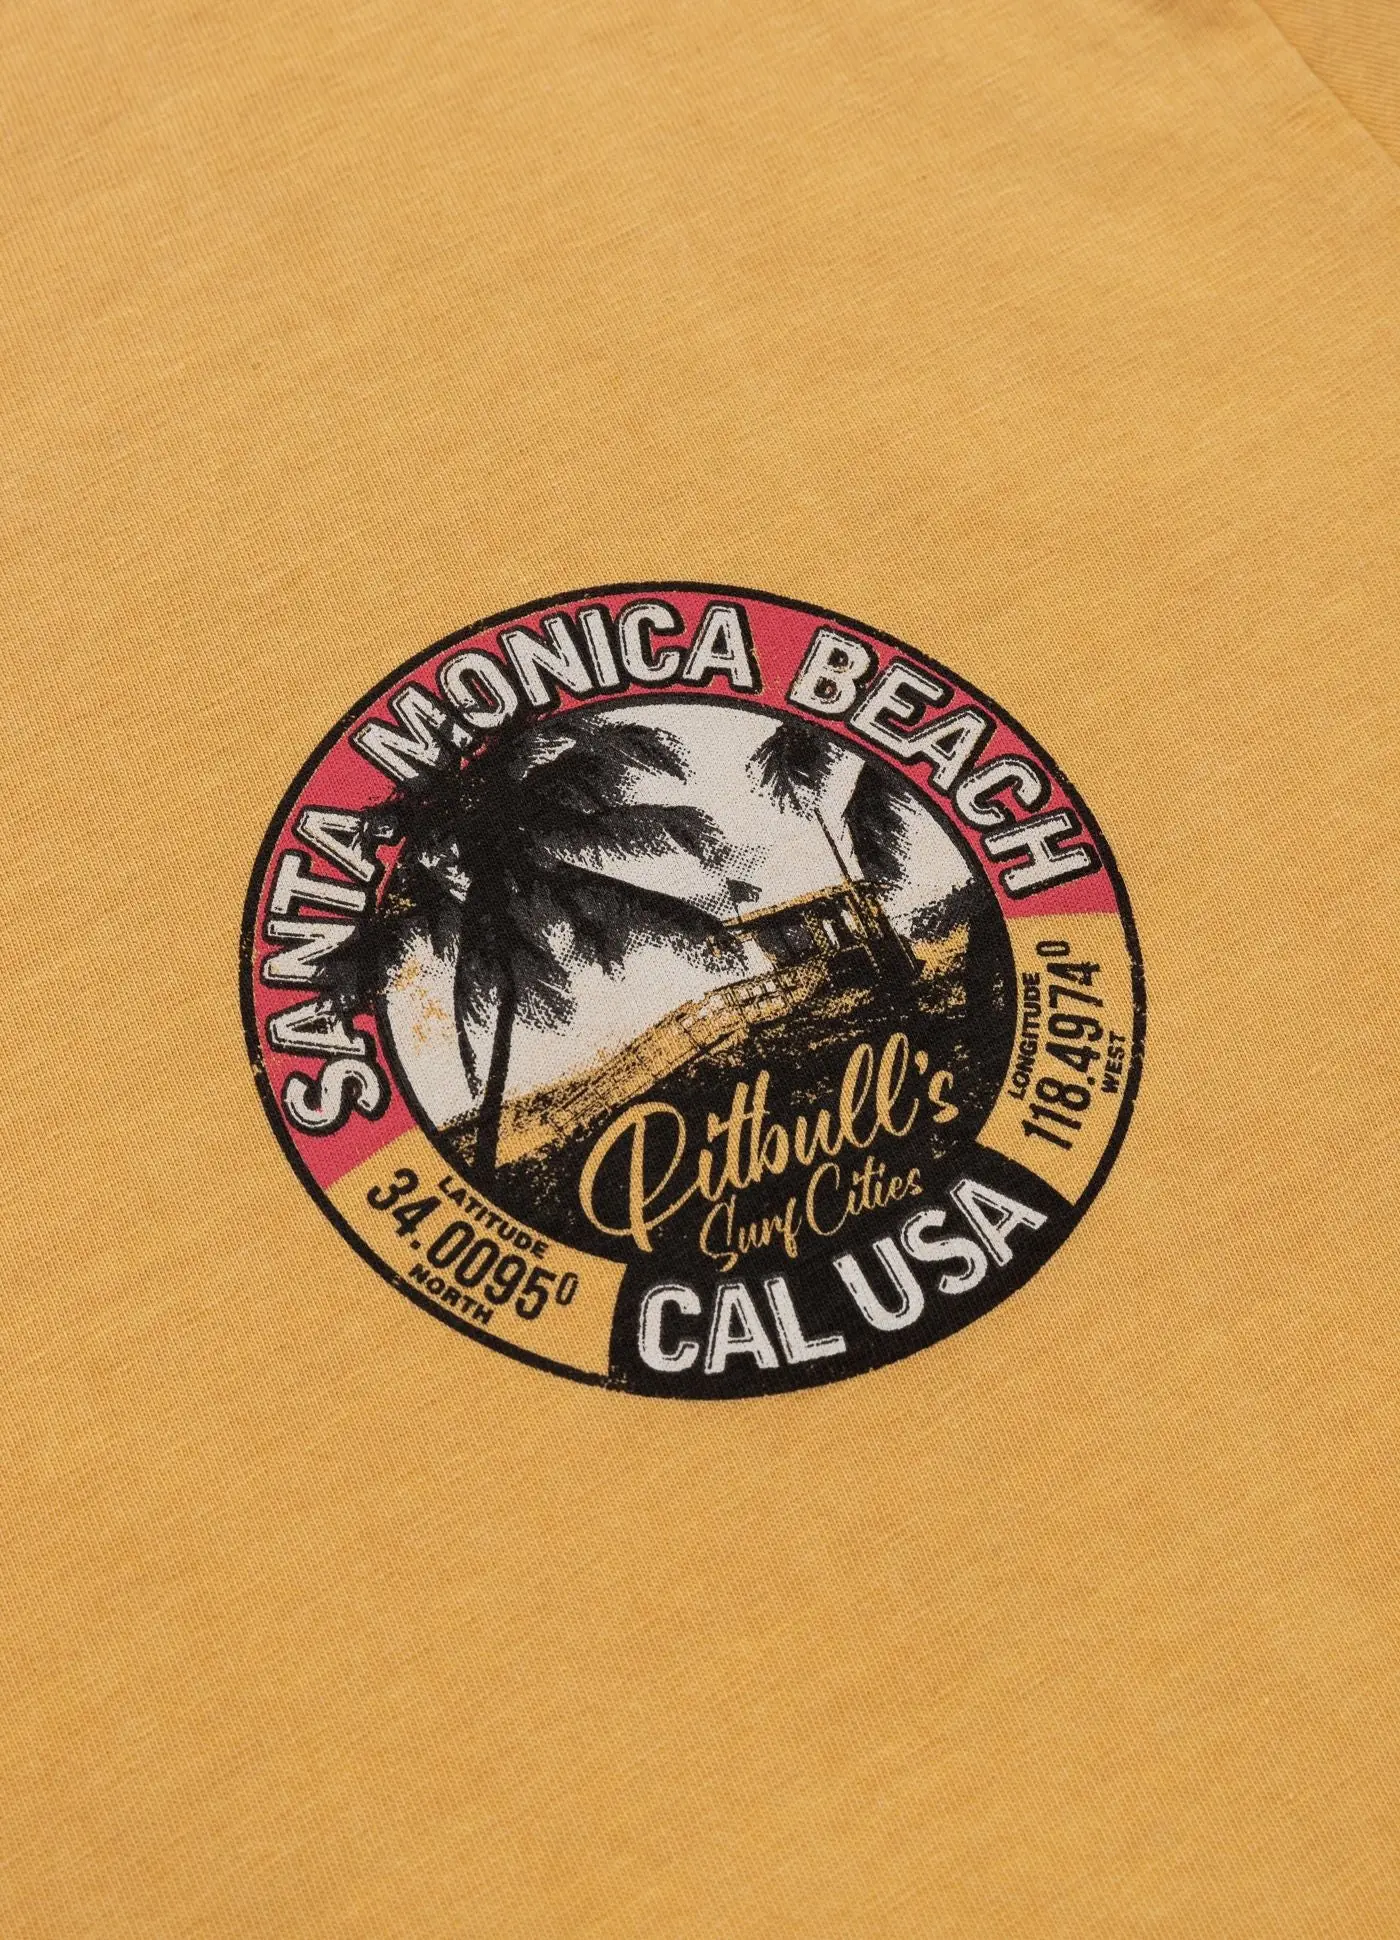 SANTA MONICA BEACH
LONGITUDE
118.4974⁰
WEST
Pitbull's
Surf Cities
LATITUDE
34.0095⁰
NORTH
CAL USA